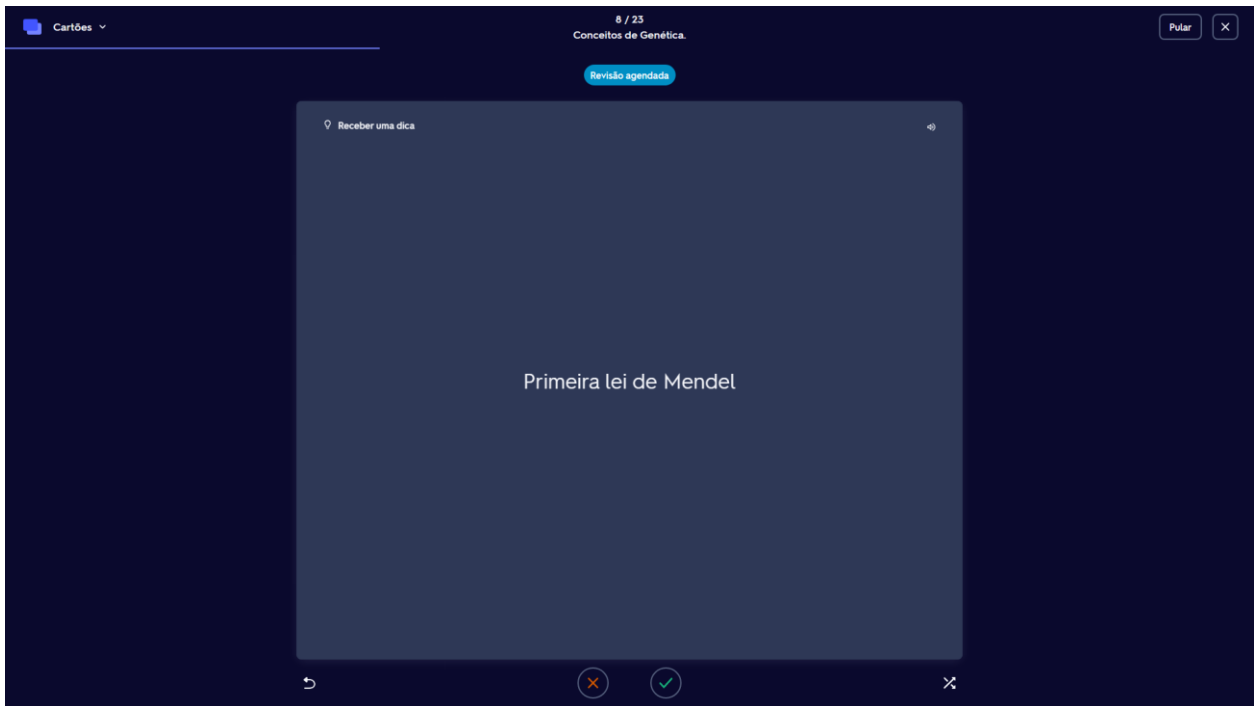 Cartões
8 / 23
Conceitos de Genética.
Pular
Revisão agendada
Receber uma dica
Primeira lei de Mendel